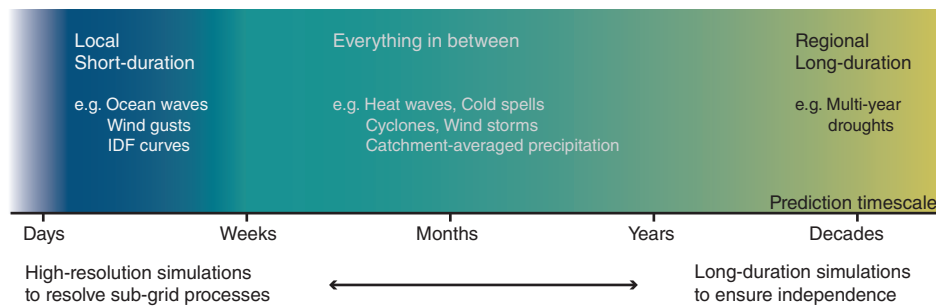 Local
Short-duration
e.g. Ocean waves
Wind gusts
IDF curves
Everything in between
e.g. Heat waves, Cold spells
Cyclones, Wind storms
Catchment-averaged precipitation
Regional
Long-duration
e.g. Multi-year
droughts
Prediction timescale
Days
Weeks
Months
Years
Decades
High-resolution simulations
to resolve sub-grid processes
Long-duration simulations
to ensure independence